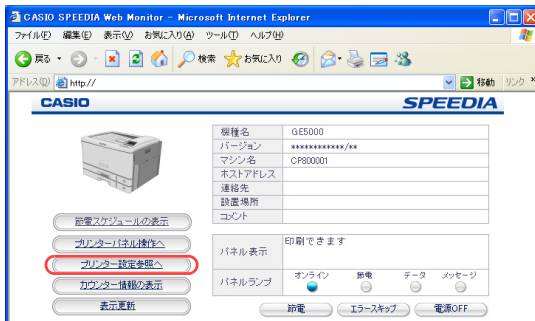 CASIO SPEEDIA Web Monitor - Microsoft Internet Explorer
ファイル(F) 編集(E) 表示(V) お気に入り(A) ツール(T) ヘルプ(H)
戻る 検索 お気に入り
アドレス(D) http:// 移動 リンク »
CASIO SPEEDIA
機種名 GE5000
バージョン ************/**
マシン名 CP800001
ホストアドレス
連絡先
設置場所
コメント
節電スケジュールの表示
プリンターパネル操作へ
プリンター設定参照へ
カウンター情報の表示
表示更新
パネル表示 印刷できます
パネルランプ オンライン 節電 データ メッセージ
節電 エラースキップ 電源OFF